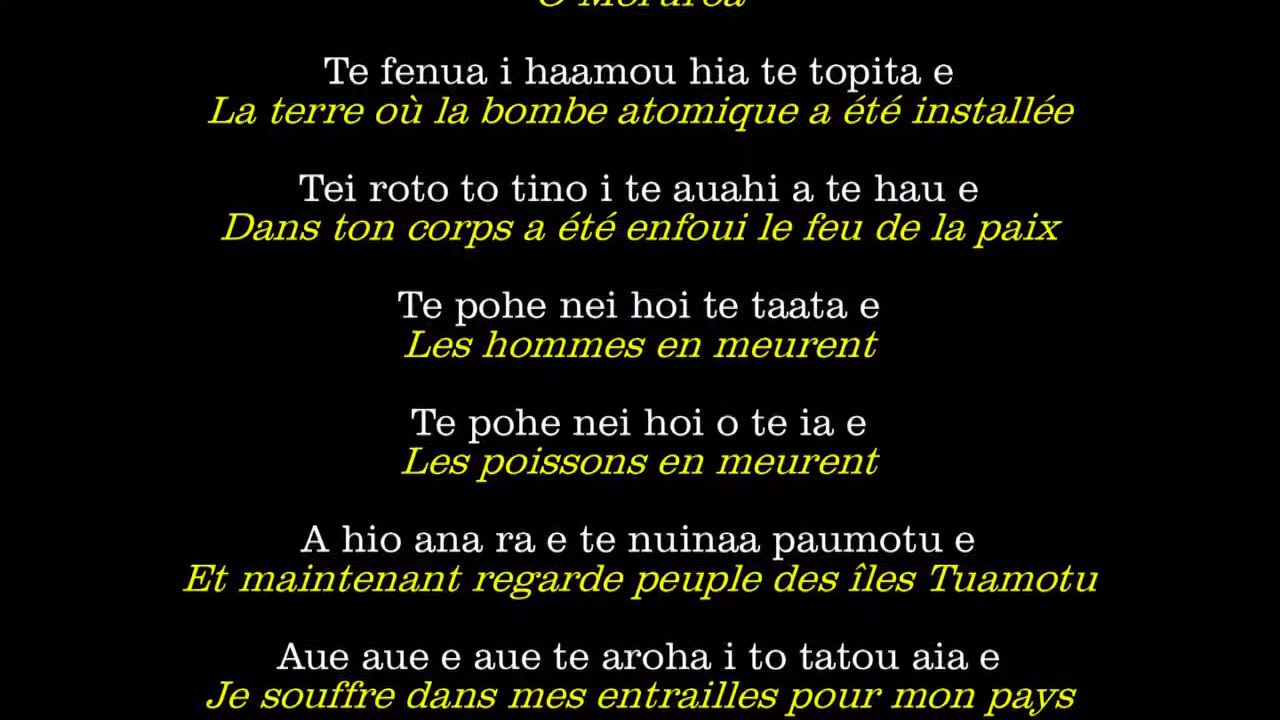 O Moruroa
Te fenua i haamou hia te topita e
La terre où la bombe atomique a été installée
Tei roto to tino i te auahi a te hau e
Dans ton corps a été enfoui le feu de la paix
Te pohe nei hoi te taata e
Les hommes en meurent
Te pohe nei hoi o te ia e
Les poissons en meurent
A hio ana ra e te nuinaa paumotu e
Et maintenant regarde peuple des îles Tuamotu
Aue aue e aue te aroha i to tatou aia e
Je souffre dans mes entrailles pour mon pays